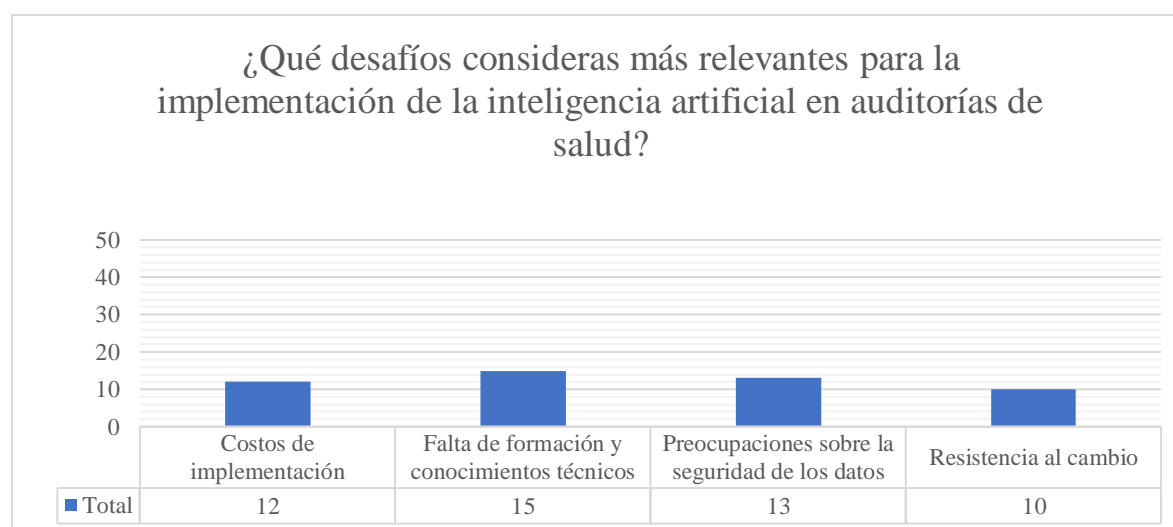 ¿Qué desafíos consideras más relevantes para la
implementación de la inteligencia artificial en auditorías de
salud?
50
40
30
20
10
0
Costos de
implementación
Falta de formación y
conocimientos técnicos
Preocupaciones sobre la
seguridad de los datos
Resistencia al cambio
Total 12 15 13 10